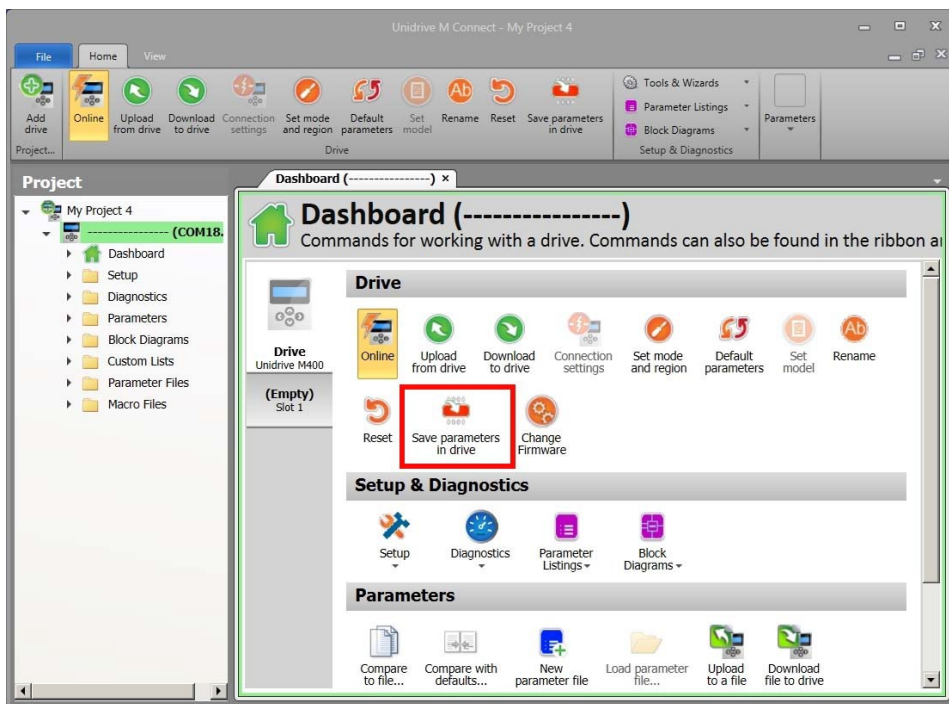 Unidrive M Connect - My Project 4
File Home View
Add drive
Online
Upload from drive
Download to drive
Connection settings
Set mode and region
Default parameters
Set model
Rename
Reset
Save parameters in drive
Tools & Wizards
Parameter Listings
Block Diagrams
Parameters
Project...
Drive
Setup & Diagnostics
Project
My Project 4
---------------- (COM18.
Dashboard
Setup
Diagnostics
Parameters
Block Diagrams
Custom Lists
Parameter Files
Macro Files
Dashboard (----------------) ×
Dashboard (----------------)
Commands for working with a drive. Commands can also be found in the ribbon a
Drive
Unidrive M400
(Empty)
Slot 1
Drive
Online
Upload from drive
Download to drive
Connection settings
Set mode and region
Default parameters
Set model
Ab
Rename
Reset
Save parameters in drive
Change Firmware
Setup & Diagnostics
Setup
Diagnostics
Parameter Listings
Block Diagrams
Parameters
Compare to file...
Compare with defaults...
New parameter file
Load parameter file...
Upload to a file
Download file to drive